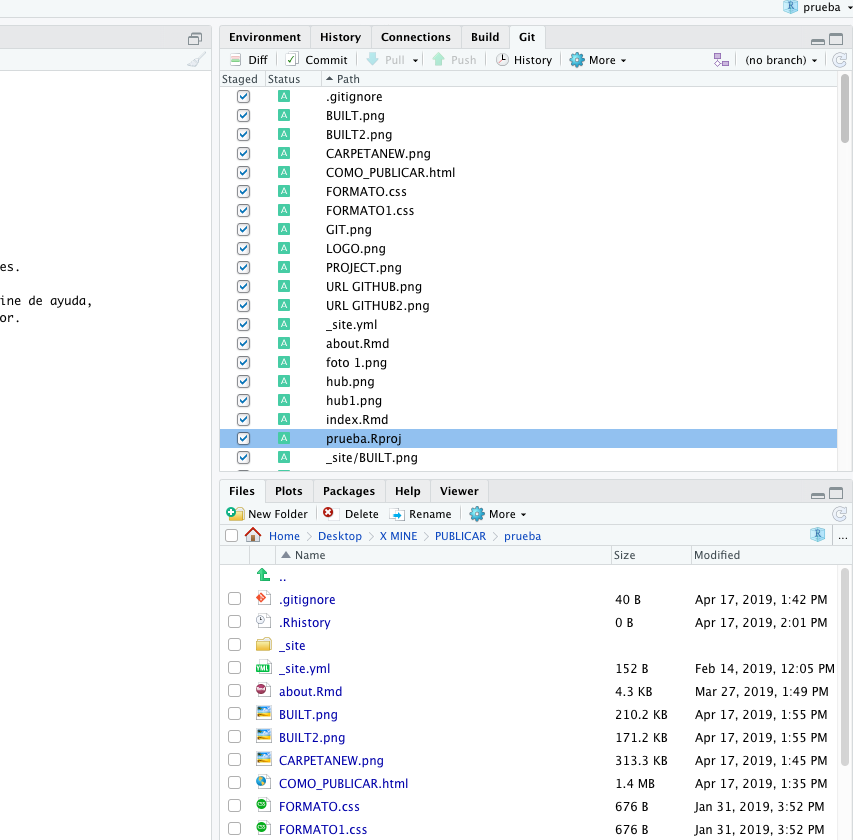 prueba
Environment History Connections Build Git
Diff Commit Pull Push History More (no branch)
Staged Status Path
A .gitignore
A BUILT.png
A BUILT2.png
A CARPETANEW.png
A COMO_PUBLICAR.html
A FORMATO.css
A FORMATO1.css
A GIT.png
A LOGO.png
A PROJECT.png
A URL GITHUB.png
A URL GITHUB2.png
A _site.yml
A about.Rmd
A foto 1.png
A hub.png
A hub1.png
A index.Rmd
A prueba.Rproj
A _site/BUILT.png
es.
ine de ayuda,
or.
Files Plots Packages Help Viewer
New Folder Delete Rename More
Home Desktop X MINE PUBLICAR prueba ...
Name Size Modified
..
.gitignore 40 B Apr 17, 2019, 1:42 PM
.Rhistory 0 B Apr 17, 2019, 2:01 PM
_site
_site.yml 152 B Feb 14, 2019, 12:05 PM
about.Rmd 4.3 KB Mar 27, 2019, 1:49 PM
BUILT.png 210.2 KB Apr 17, 2019, 1:55 PM
BUILT2.png 171.2 KB Apr 17, 2019, 1:55 PM
CARPETANEW.png 313.3 KB Apr 17, 2019, 1:45 PM
COMO_PUBLICAR.html 1.4 MB Apr 17, 2019, 1:35 PM
FORMATO.css 676 B Jan 31, 2019, 3:52 PM
FORMATO1.css 676 B Jan 31, 2019, 3:52 PM